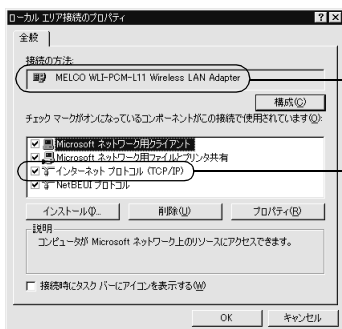 ローカル エリア接続のプロパティ
全般
接続の方法:
MELCO WLI-PCM-L11 Wireless LAN Adapter
構成(C)
チェック マークがオンになっているコンポーネントがこの接続で使用されています(O):
Microsoft ネットワーク用クライアント
Microsoft ネットワーク用ファイルとプリンタ共有
インターネット プロトコル (TCP/IP)
NetBEUI プロトコル
インストール(I)... 削除(U) プロパティ(R)
説明
コンピュータが Microsoft ネットワーク上のリソースにアクセスできます。
接続時にタスク バーにアイコンを表示する(W)
OK キャンセル